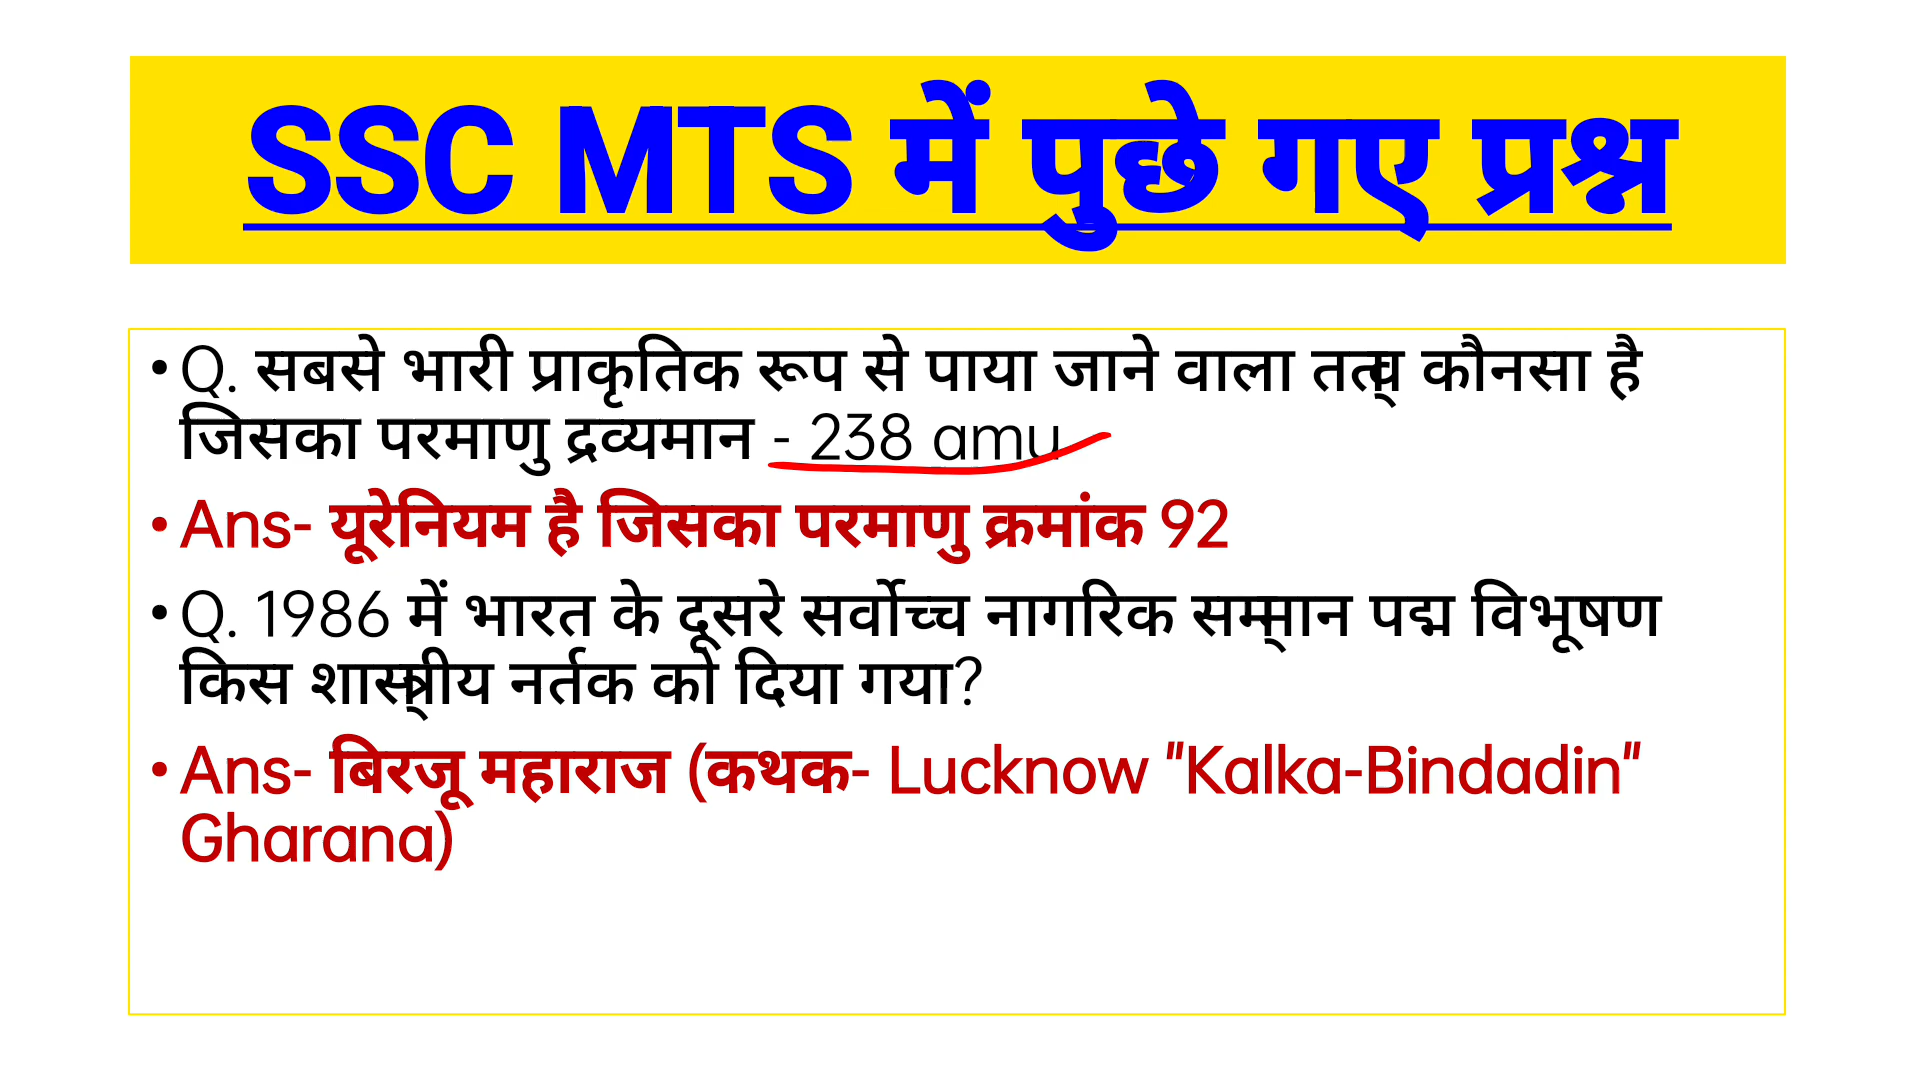 SSC MTS में पुछे गए प्रश्न
• Q. सबसे भारी प्राकृतिक रूप से पाया जाने वाला तत्व कौनसा है
जिसका परमाणु द्रव्यमान - 238 amu
• Ans- यूरेनियम है जिसका परमाणु क्रमांक 92
• Q. 1986 में भारत के दूसरे सर्वोच्च नागरिक सम्मान पद्म विभूषण
किस शास्त्रीय नर्तक को दिया गया?
• Ans- बिरजू महाराज (कथक- Lucknow "Kalka-Bindadin"
Gharana)